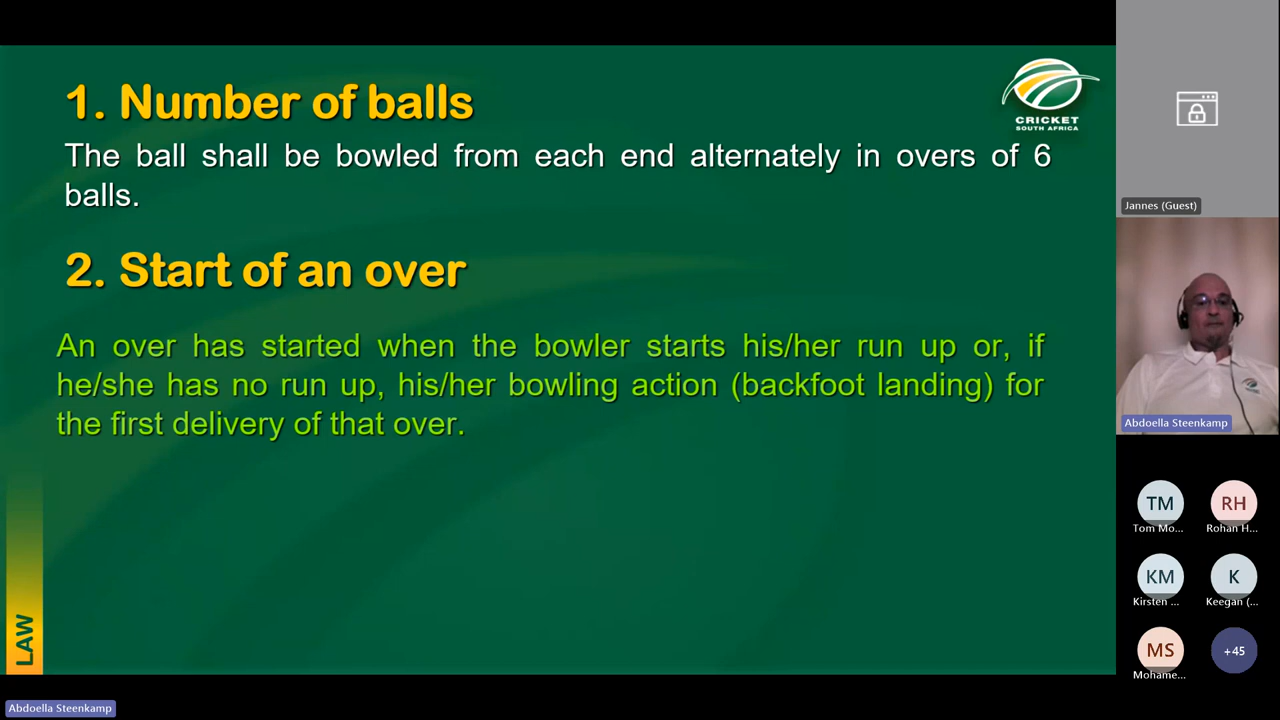 1. Number of balls
The ball shall be bowled from each end alternately in overs of 6
balls.
2. Start of an over
An over has started when the bowler starts his/her run up or, if
he/she has no run up, his/her bowling action (backfoot landing) for
the first delivery of that over.
CRICKET
SOUTH AFRICA
LAW
Abdoella Steenkamp
Jannes (Guest)
Abdoella Steenkamp
TM
Tom Mo...
RH
Rohan H...
KM
Kirsten ...
K
Keegan (...
MS
Mohame...
+45